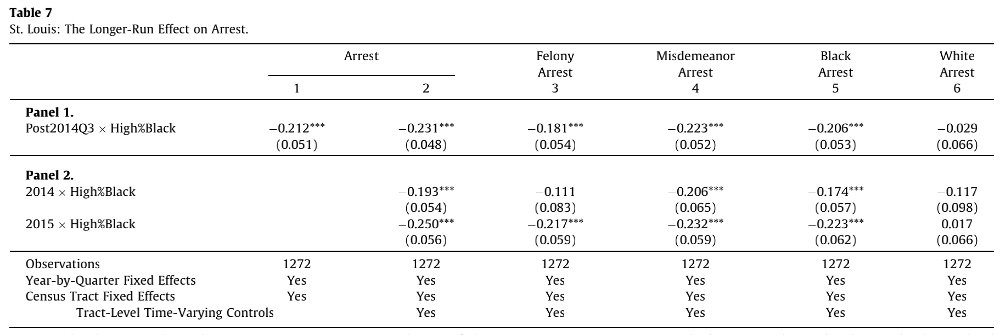 Table 7
St. Louis: The Longer-Run Effect on Arrest.
Arrest Felony Misdemeanor Black White
Arrest Arrest Arrest Arrest
1 2 3 4 5 6
Panel 1.
Post2014Q3 × High%Black −0.212*** −0.231*** −0.181*** −0.223*** −0.206*** −0.029
(0.051) (0.048) (0.054) (0.052) (0.053) (0.066)
Panel 2.
2014 × High%Black −0.193*** −0.111 −0.206*** −0.174*** −0.117
(0.054) (0.083) (0.065) (0.057) (0.098)
2015 × High%Black −0.250*** −0.217*** −0.232*** −0.223*** 0.017
(0.056) (0.059) (0.059) (0.062) (0.066)
Observations 1272 1272 1272 1272 1272 1272
Year-by-Quarter Fixed Effects Yes Yes Yes Yes Yes Yes
Census Tract Fixed Effects Yes Yes Yes Yes Yes Yes
Tract-Level Time-Varying Controls Yes Yes Yes Yes Yes